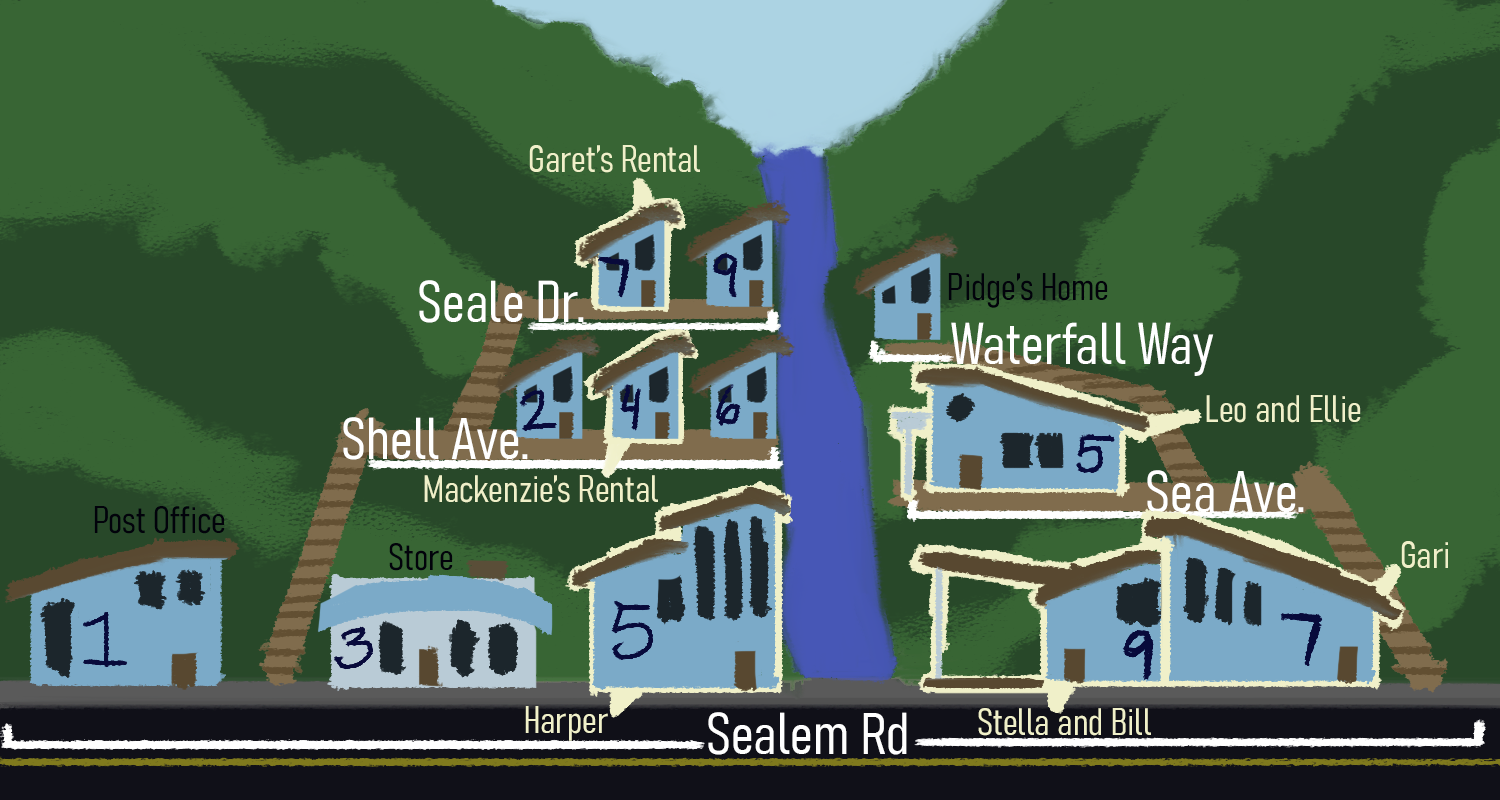 Garet's Rental
7
9
Seale Dr.
Pidge's Home
Waterfall Way
2
4
6
Shell Ave.
Mackenzie's Rental
Leo and Ellie
5
Sea Ave.
Post Office
1
Store
3
5
Harper
Gari
9
7
Stella and Bill
Sealem Rd